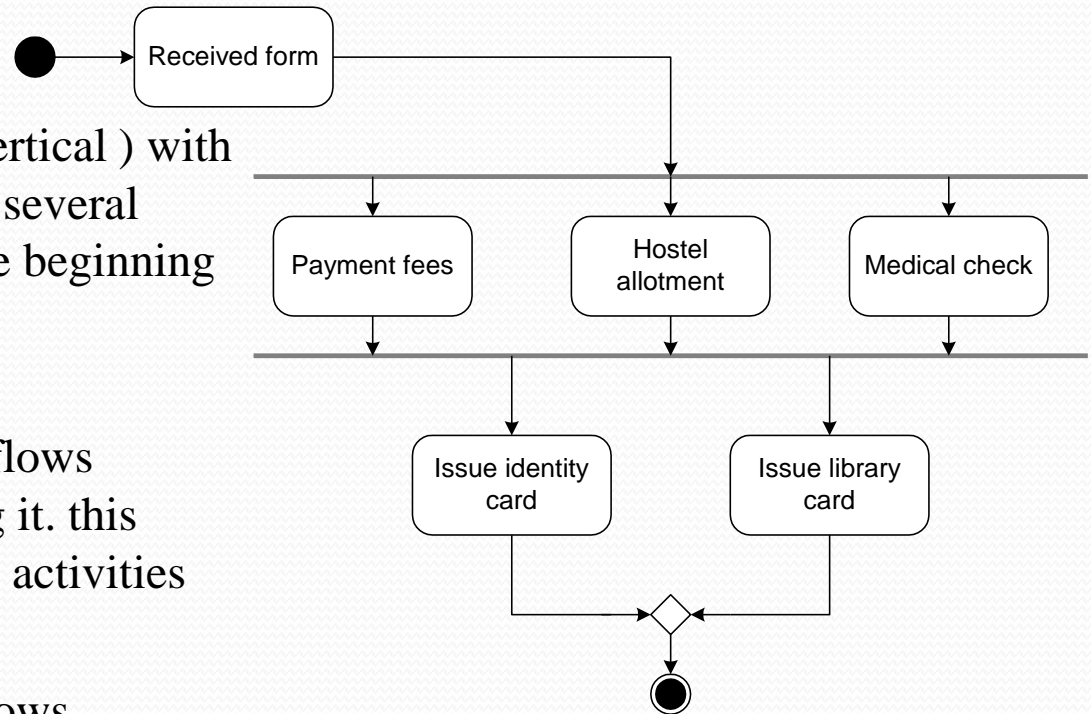 Received form
ertical ) with
several
e beginning
Payment fees
Hostel
allotment
Medical check
flows
g it. this
activities
Issue identity
card
Issue library
card